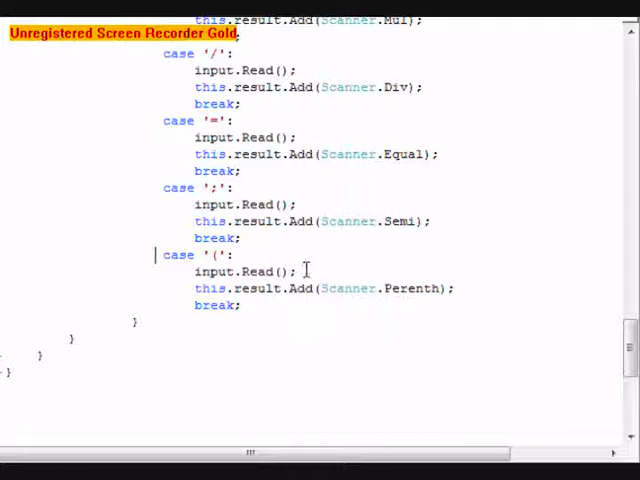 this.result.Add(Scanner.Mul);
Unregistered Screen Recorder Gold
case '/':
input.Read();
this.result.Add(Scanner.Div);
break;
case '=':
input.Read();
this.result.Add(Scanner.Equal);
break;
case ';':
input.Read();
this.result.Add(Scanner.Semi);
break;
case '(':
input.Read();
this.result.Add(Scanner.Perenth);
break;
}
}
}
}